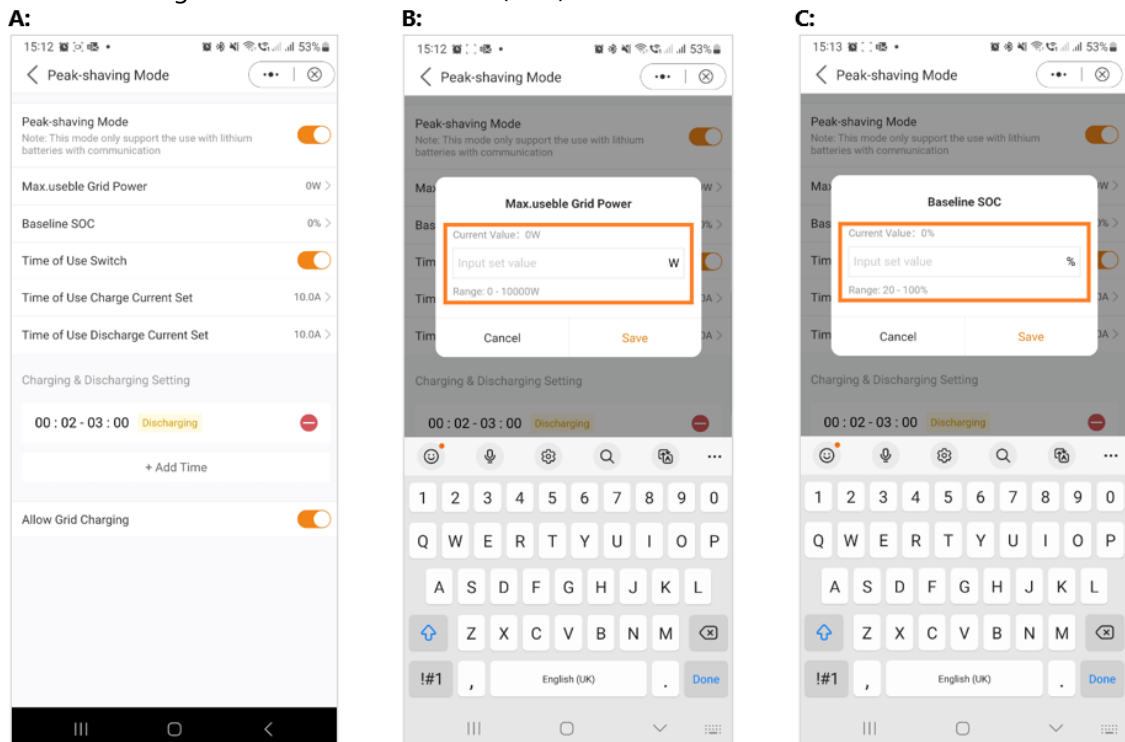 A:
15:12
53%
Peak-shaving Mode
Peak-shaving Mode
Note: This mode only support the use with lithium
batteries with communication
Max.useble Grid Power 0W
Baseline SOC 0%
Time of Use Switch
Time of Use Charge Current Set 10.0A
Time of Use Discharge Current Set 10.0A
Charging & Discharging Setting
00 : 02 - 03 : 00 Discharging
+ Add Time
Allow Grid Charging
B:
15:12
53%
Peak-shaving Mode
Peak-shaving Mode
Note: This mode only support the use with lithium
batteries with communication
Max.useble Grid Power
Current Value: 0W
Input set value W
Range: 0 - 10000W
Cancel Save
Charging & Discharging Setting
00 : 02 - 03 : 00 Discharging
1 2 3 4 5 6 7 8 9 0
Q W E R T Y U I O P
A S D F G H J K L
Z X C V B N M
!#1 , English (UK) . Done
C:
15:13
53%
Peak-shaving Mode
Peak-shaving Mode
Note: This mode only support the use with lithium
batteries with communication
Baseline SOC
Current Value: 0%
Input set value %
Range: 20 - 100%
Cancel Save
Charging & Discharging Setting
00 : 02 - 03 : 00 Discharging
1 2 3 4 5 6 7 8 9 0
Q W E R T Y U I O P
A S D F G H J K L
Z X C V B N M
!#1 , English (UK) . Done